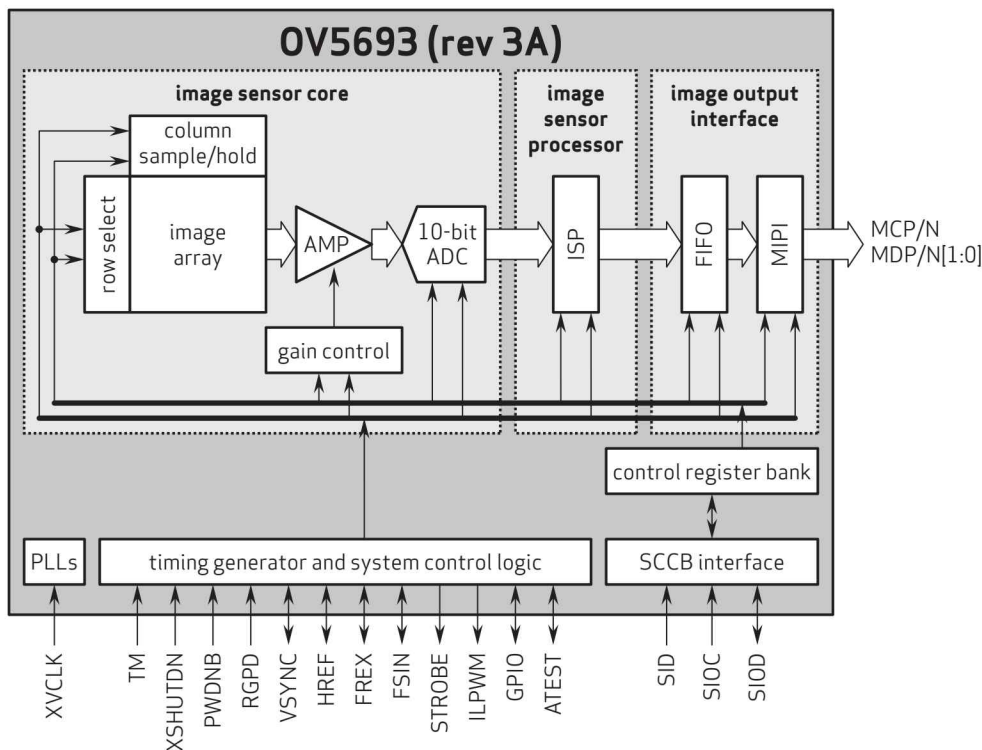 OV5693 (rev 3A)
image sensor core
image
sensor
processor
image output
interface
column
sample/hold
row select
image
array
AMP
10-bit
ADC
ISP
FIFO
MIPI
MCP/N
MDP/N[1:0]
gain control
control register bank
PLLs
timing generator and system control logic
SCCB interface
XVCLK
TM
XSHUTDN
PWDNB
RGPD
VSYNC
HREF
FREX
FSIN
STROBE
ILPWM
GPIO
ATEST
SID
SIOC
SIOD